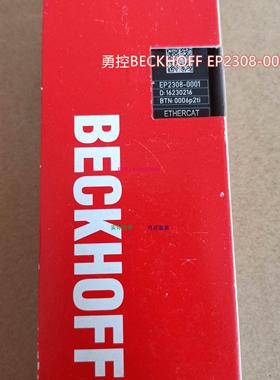 勇控BECKHOFF EP2308-00
EP2308-0001
D:16230216
BTN:0006p2ti
ETHERCAT
BECKHOFF